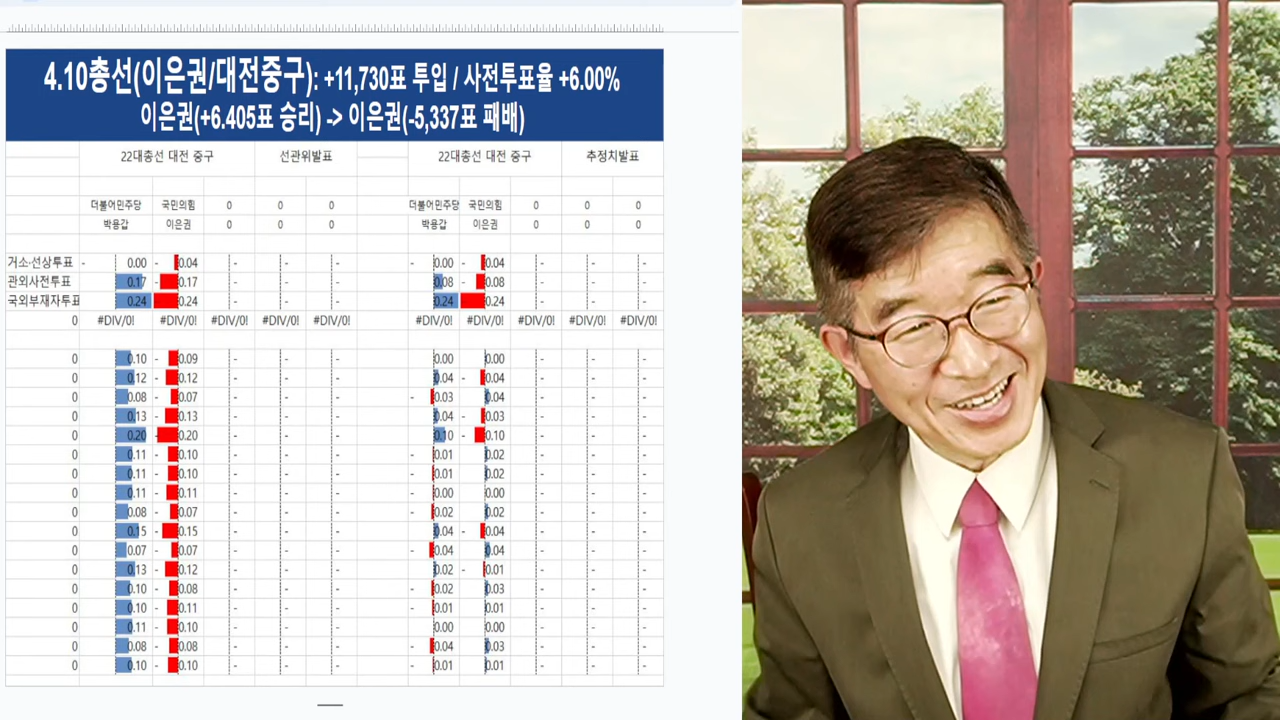 4.10총선(이은권/대전중구): +11,730표 투입 / 사전투표율 +6.00%
이은권(+6.405표 승리) -> 이은권(-5,337표 패배)
22대총선 대전 중구 선관위발표 22대총선 대전 중구 추정치발표
더불어민주당 국민의힘 0 0 0 더불어민주당 국민의힘 0 0 0
박용갑 이은권 0 0 0 박용갑 이은권 0 0 0
거소·선상투표 - 0.00 0.04 - - - 0.00 - 0.04 - - -
관외사전투표 0.17 - 0.17 - - - 0.08 - 0.08 - - -
국외부재자투표 0.24 - 0.24 - - - 0.24 - 0.24 - - -
0 #DIV/0! #DIV/0! #DIV/0! #DIV/0! #DIV/0! #DIV/0! #DIV/0! #DIV/0! #DIV/0! #DIV/0!
0 0.10 - 0.09 - - - 0.00 0.00 - - -
0 0.12 - 0.12 - - - 0.04 - 0.04 - - -
0 0.08 - 0.07 - - - - 0.03 0.04 - - -
0 0.13 - 0.13 - - - 0.04 - 0.03 - - -
0 0.20 - 0.20 - - - 0.10 - 0.10 - - -
0 0.11 - 0.10 - - - - 0.01 0.02 - - -
0 0.11 - 0.10 - - - - 0.01 0.02 - - -
0 0.11 - 0.11 - - - - 0.00 0.00 - - -
0 0.08 - 0.07 - - - - 0.02 0.02 - - -
0 0.15 - 0.15 - - - 0.04 - 0.04 - - -
0 0.07 - 0.07 - - - - 0.04 0.04 - - -
0 0.13 - 0.12 - - - 0.02 - 0.01 - - -
0 0.10 - 0.08 - - - - 0.02 0.03 - - -
0 0.10 - 0.11 - - - - 0.01 0.01 - - -
0 0.11 - 0.10 - - - 0.00 0.00 - - -
0 0.08 - 0.08 - - - - 0.04 0.03 - - -
0 0.10 - 0.10 - - - - 0.01 0.01 - - -